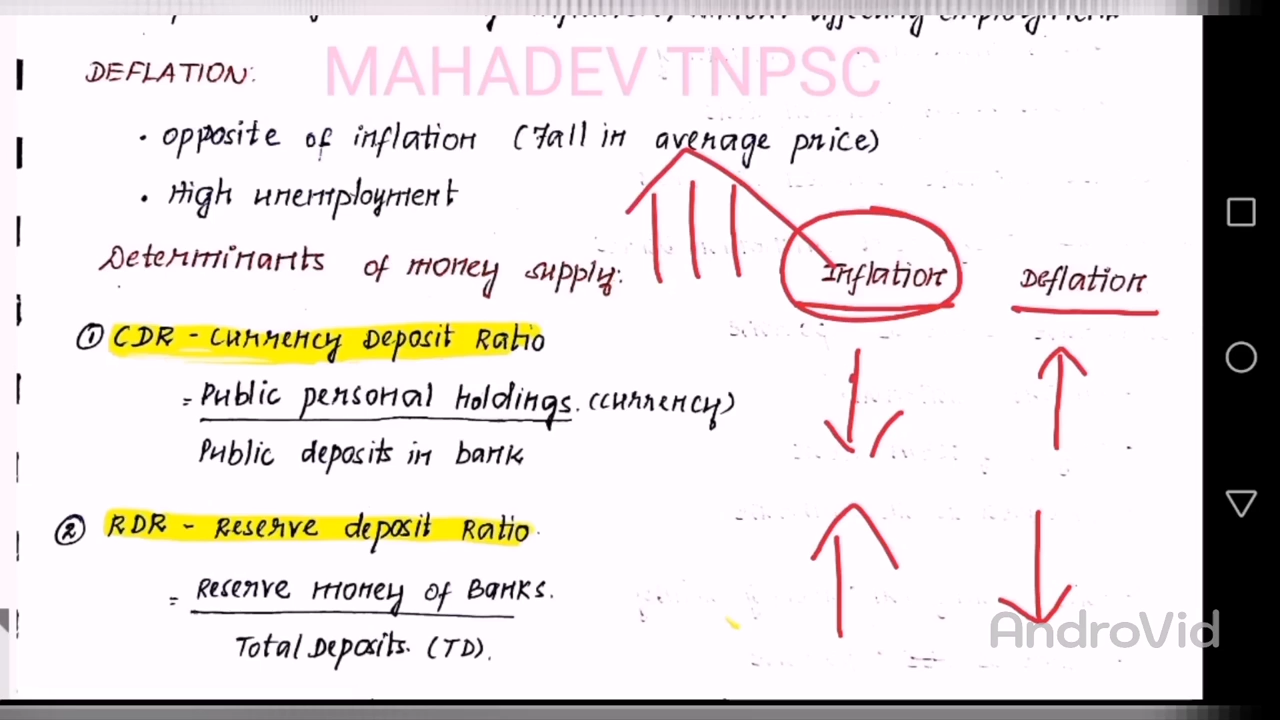 affecting employment
MAHADEV TNPSC
DEFLATION:
• opposite of inflation (Fall in average price)
• High unemployment
Determinants of money supply:
Inflation
Deflation
① CDR - Currency Deposit Ratio
= Public personal holdings. (currency)
Public deposits in bank
② RDR - Reserve deposit Ratio.
= Reserve money of Banks.
Total Deposits. (TD).
AndroVid